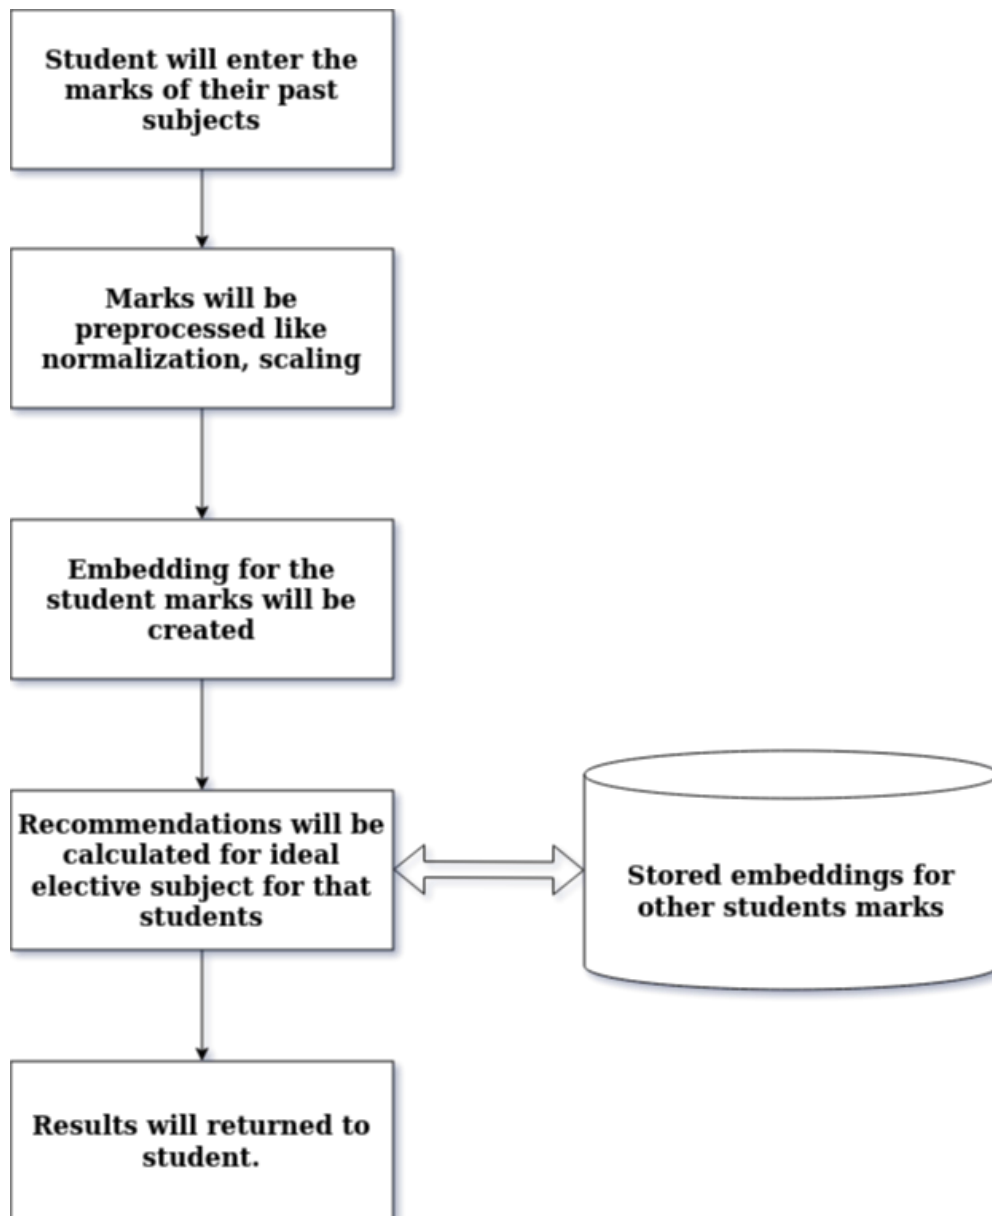 Student will enter the
marks of their past
subjects
Marks will be
preprocessed like
normalization, scaling
Embedding for the
student marks will be
created
Recommendations will be
calculated for ideal
elective subject for that
students
Stored embeddings for
other students marks
Results will returned to
student.